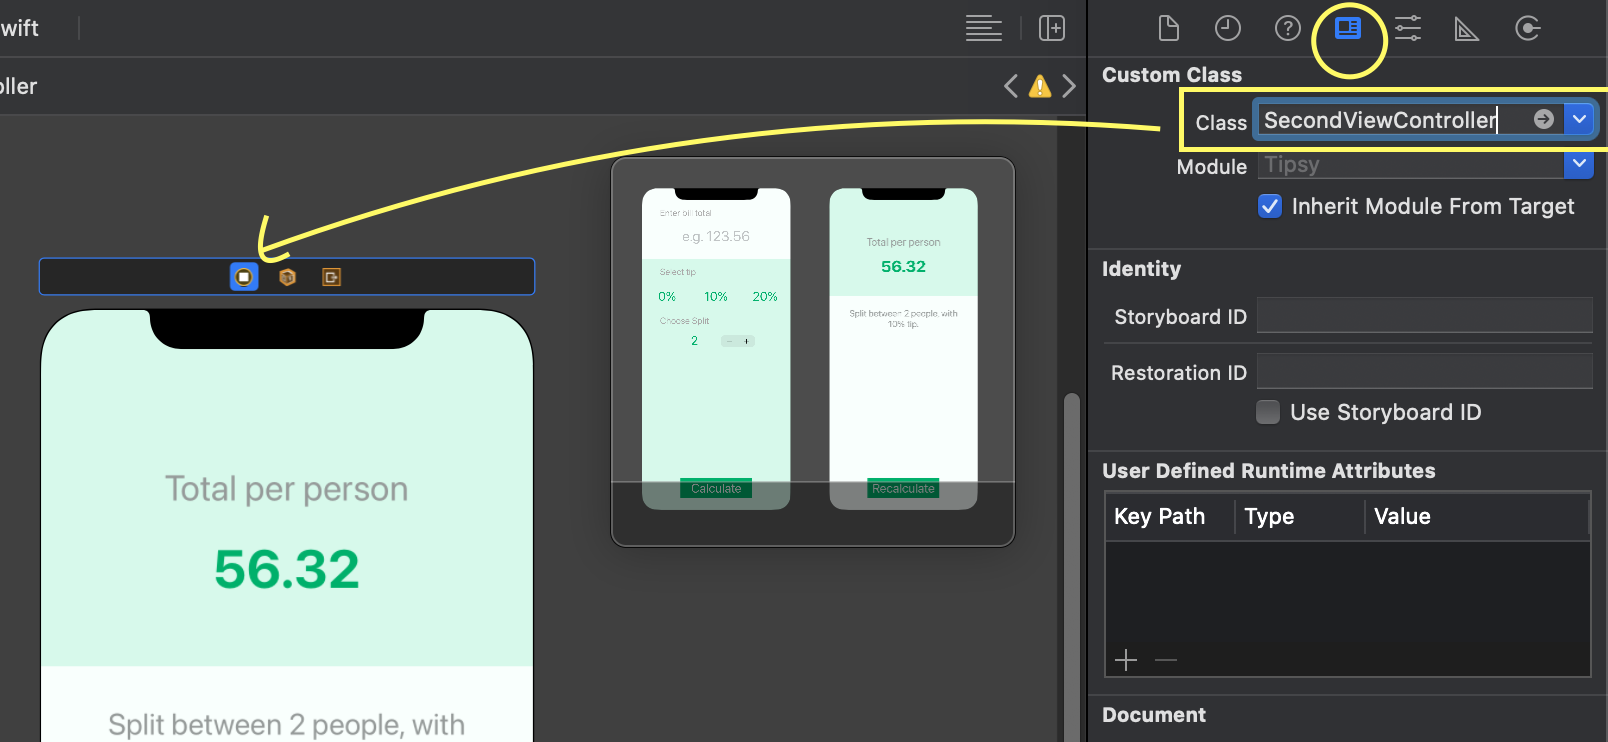 wift
oller
Custom Class
Class SecondViewController
Module Tipsy
Inherit Module From Target
Identity
Storyboard ID
Restoration ID
Use Storyboard ID
User Defined Runtime Attributes
Key Path Type Value
Document
Enter bill total
e.g. 123.56
Select tip
0% 10% 20%
Choose Split
2 − +
Calculate
Total per person
56.32
Split between 2 people, with
10% tip.
Recalculate
Total per person
56.32
Split between 2 people, with